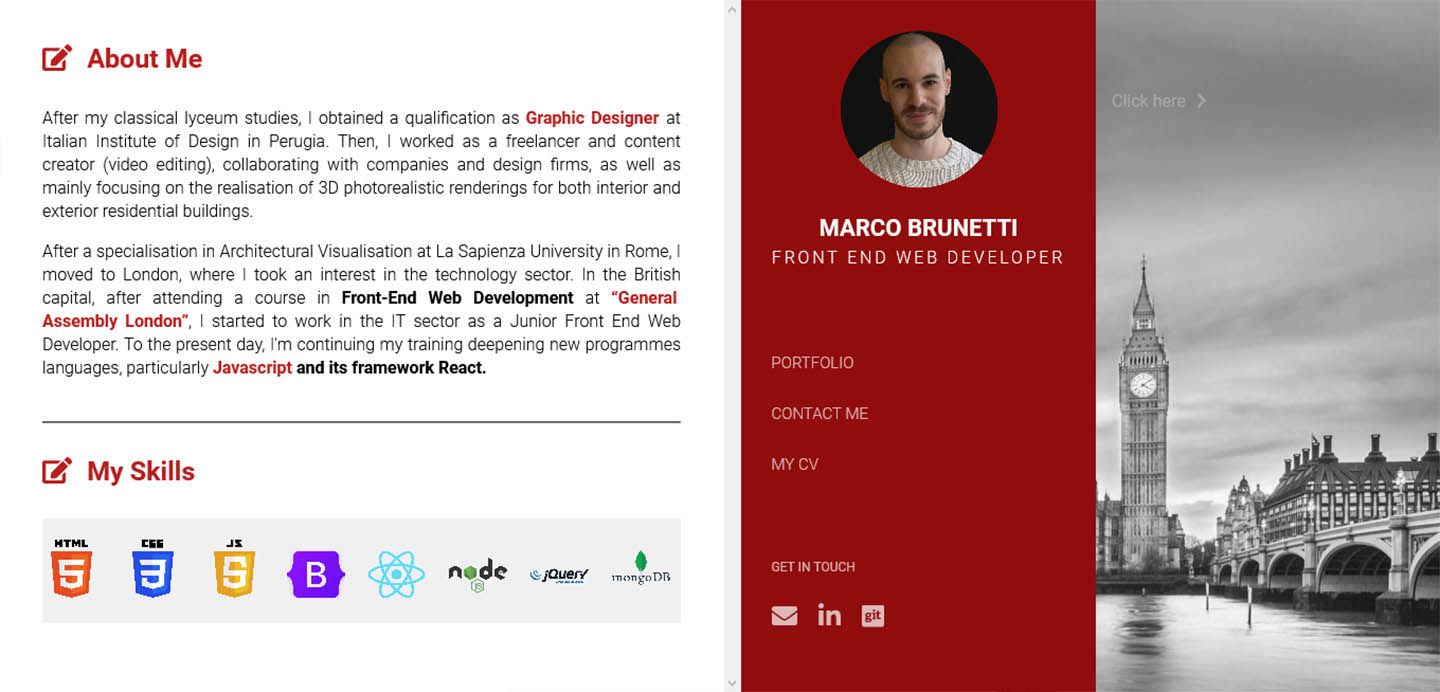 About Me
After my classical lyceum studies, I obtained a qualification as Graphic Designer at
Italian Institute of Design in Perugia. Then, I worked as a freelancer and content
creator (video editing), collaborating with companies and design firms, as well as
mainly focusing on the realisation of 3D photorealistic renderings for both interior and
exterior residential buildings.
After a specialisation in Architectural Visualisation at La Sapienza University in Rome, I
moved to London, where I took an interest in the technology sector. In the British
capital, after attending a course in Front-End Web Development at “General
Assembly London”, I started to work in the IT sector as a Junior Front End Web
Developer. To the present day, I'm continuing my training deepening new programmes
languages, particularly Javascript and its framework React.
My Skills
HTML 5
CSS 3
JS 5
B
node JS
jQuery
mongoDB
MARCO BRUNETTI
FRONT END WEB DEVELOPER
PORTFOLIO
CONTACT ME
MY CV
GET IN TOUCH
in git
Click here